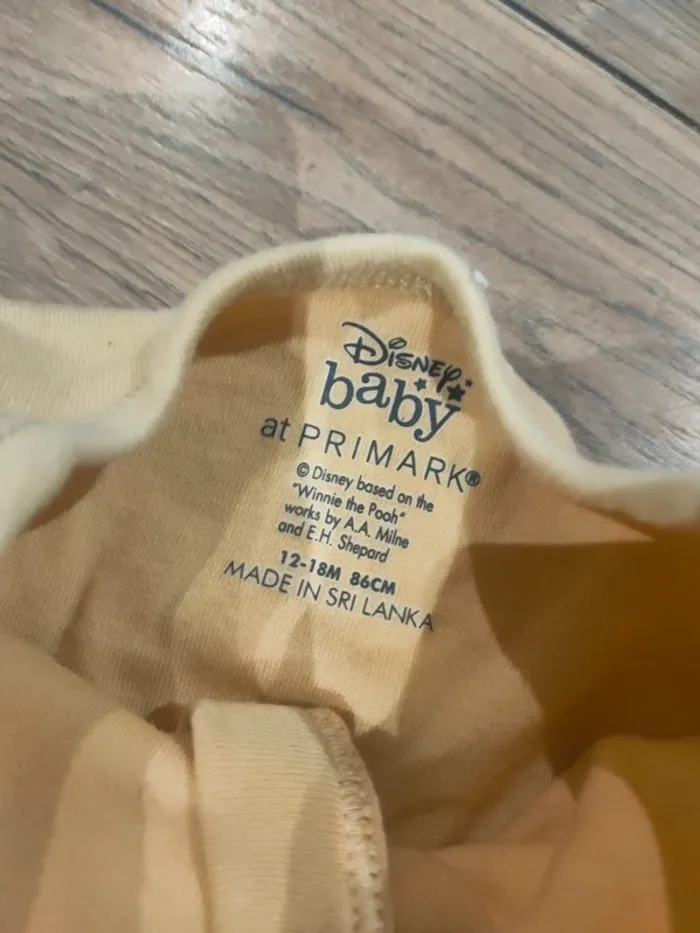 Disney
baby
at PRIMARK®
© Disney based on the
"Winnie the Pooh"
works by A.A. Milne
and E.H. Shepard
12-18M 86CM
MADE IN SRI LANKA